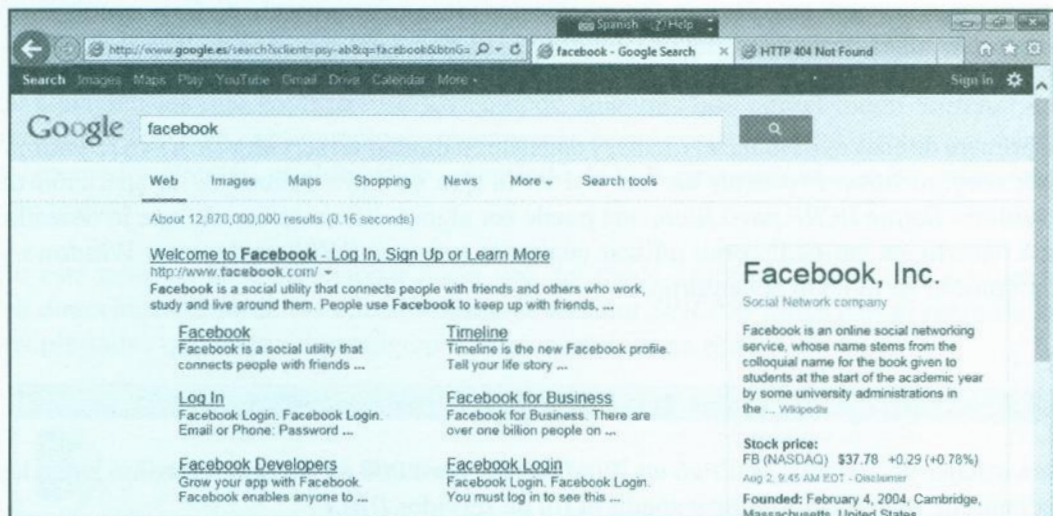 Spanish Help
http://www.google.es/search?sclient=psy-ab&q=facebook&btnG=
facebook - Google Search
HTTP 404 Not Found
Search Images Maps Play YouTube Gmail Drive Calendar More
Sign in
Google facebook
Web Images Maps Shopping News More Search tools
About 12,870,000,000 results (0.16 seconds)
Welcome to Facebook - Log In, Sign Up or Learn More
http://www.facebook.com/
Facebook is a social utility that connects people with friends and others who work,
study and live around them. People use Facebook to keep up with friends, ...
Facebook
Facebook is a social utility that
connects people with friends ...
Timeline
Timeline is the new Facebook profile.
Tell your life story ...
Log In
Facebook Login. Facebook Login.
Email or Phone: Password ...
Facebook for Business
Facebook for Business. There are
over one billion people on ...
Facebook Developers
Grow your app with Facebook.
Facebook enables anyone to ...
Facebook Login
Facebook Login. Facebook Login.
You must log in to see this ...
Facebook, Inc.
Social Network company
Facebook is an online social networking
service, whose name stems from the
colloquial name for the book given to
students at the start of the academic year
by some university administrations in
the ... Wikipedia
Stock price:
FB (NASDAQ) $37.78 +0.29 (+0.78%)
Aug 2, 9:45 AM EDT - Disclaimer
Founded: February 4, 2004, Cambridge,
Massachusetts, United States